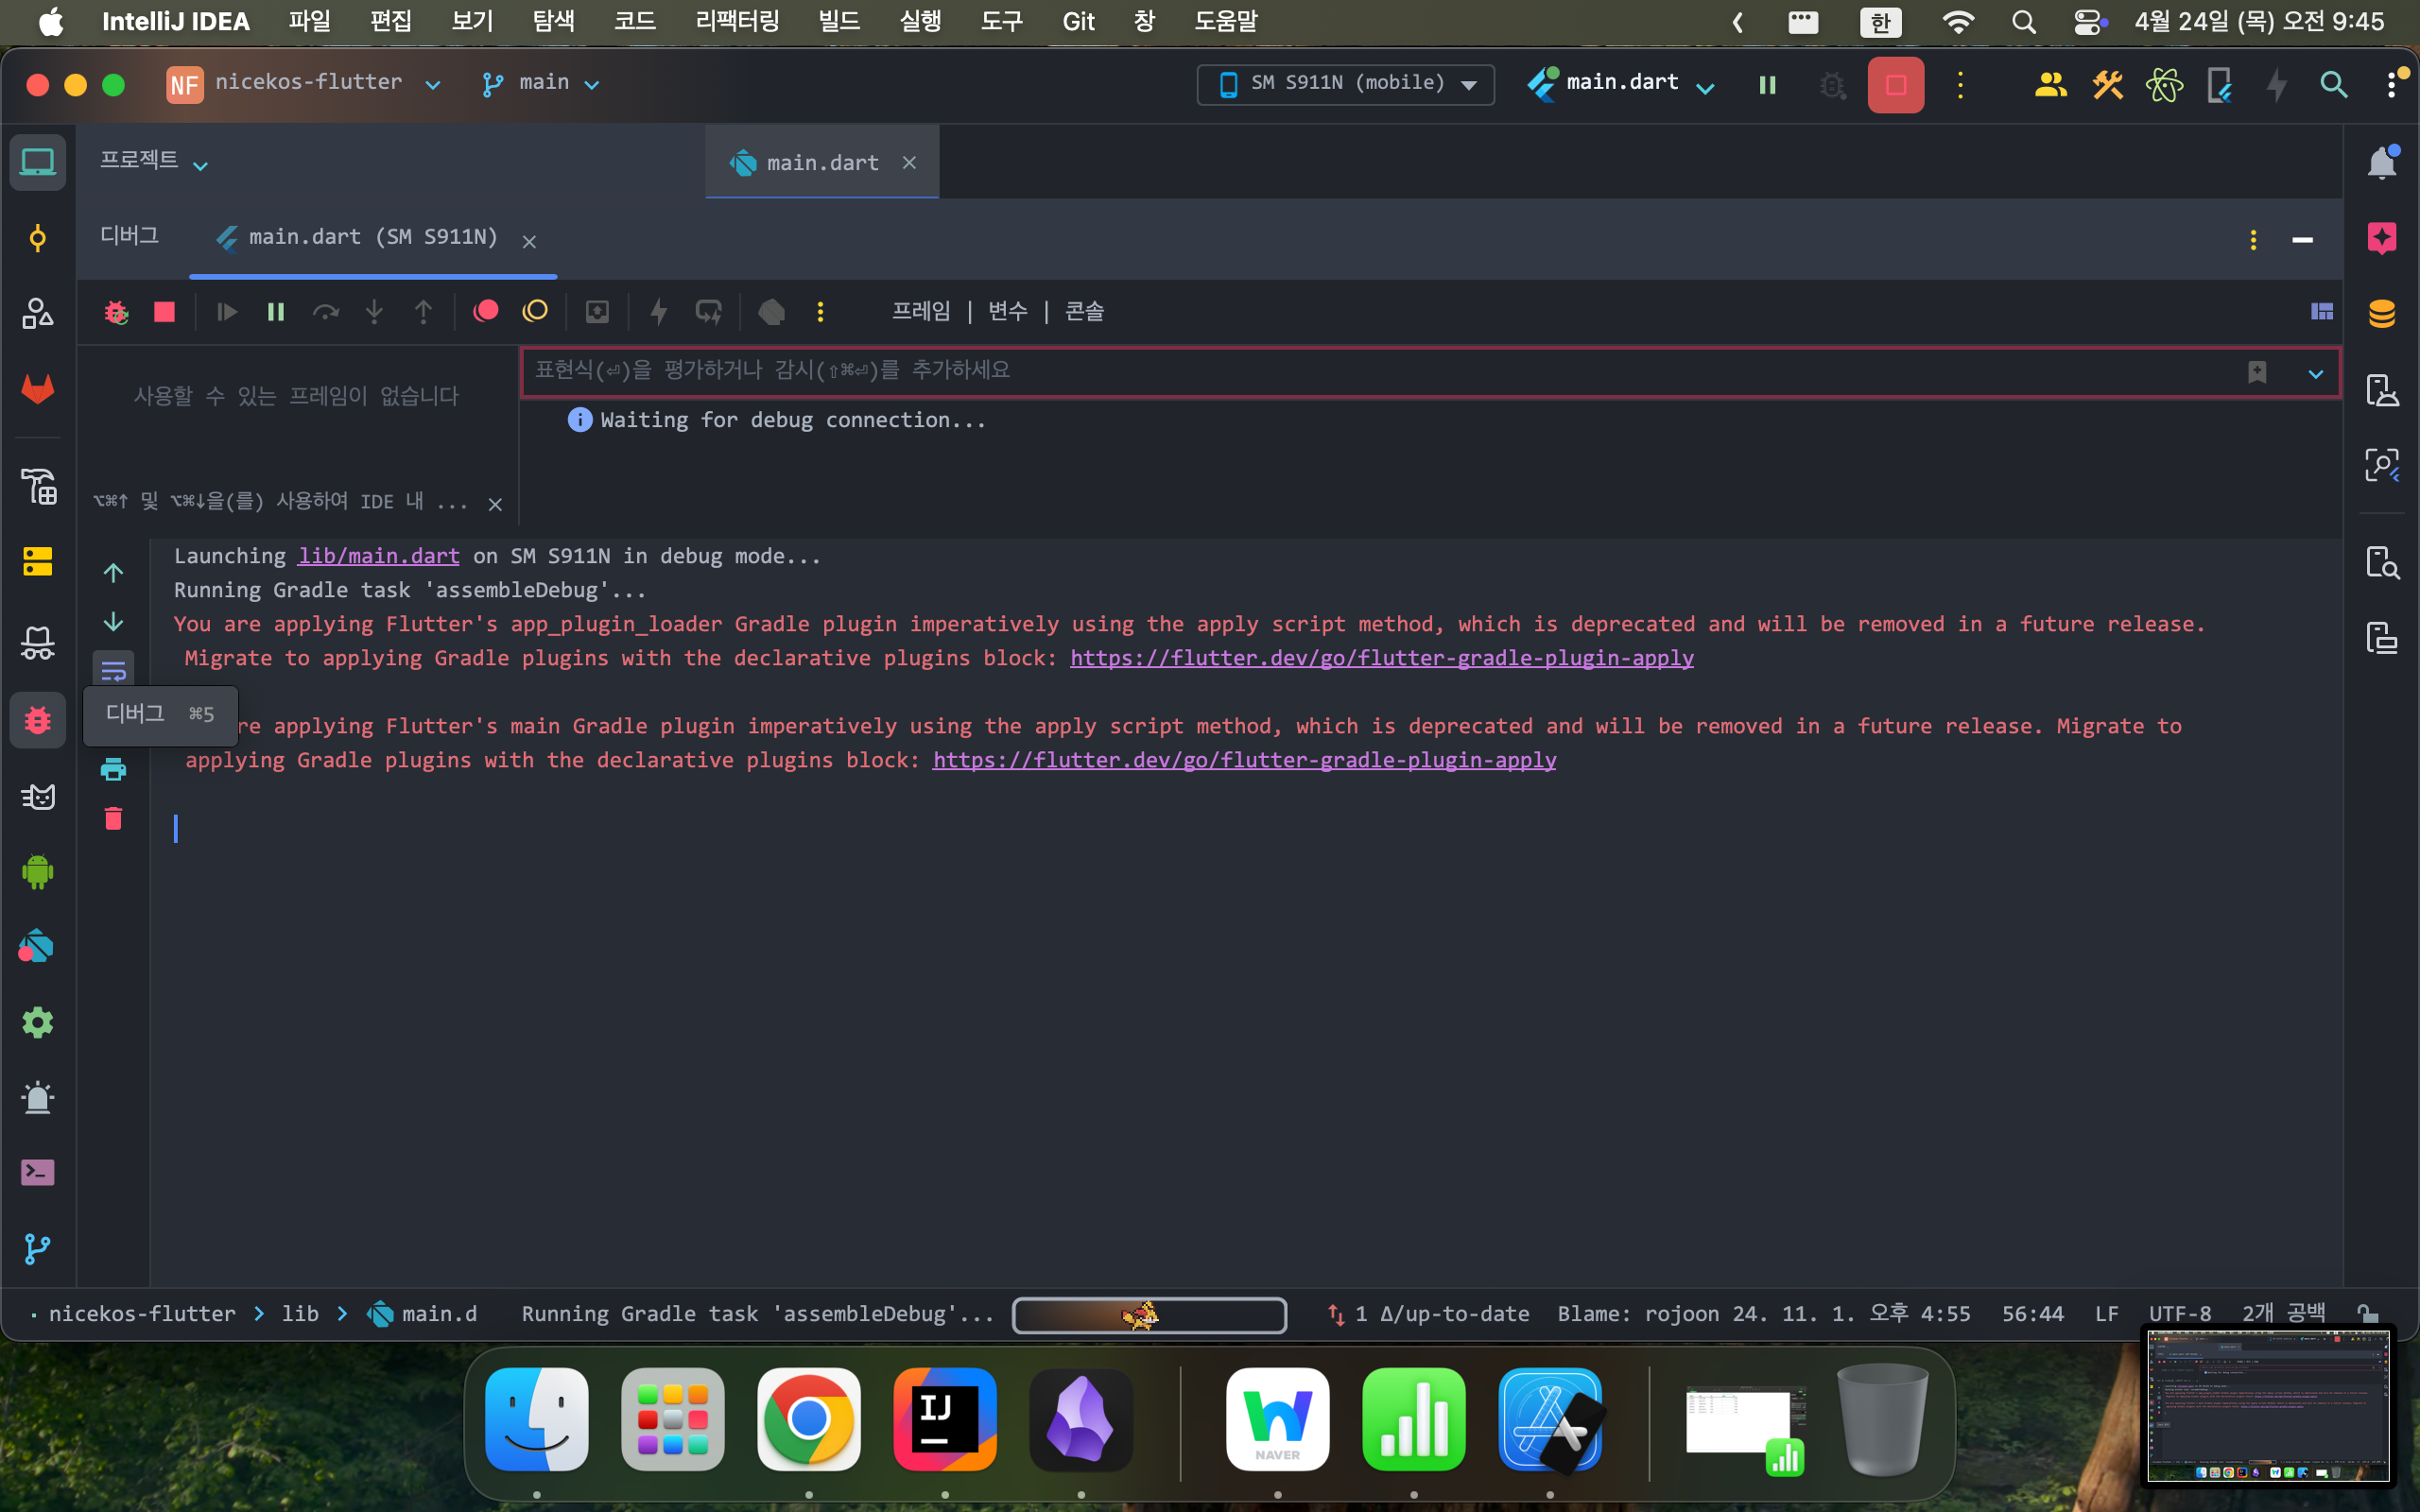 IntelliJ IDEA 파일 편집 보기 탐색 코드 리팩터링 빌드 실행 도구 Git 창 도움말 한 4월 24일 (목) 오전 9:45
NF nicekos-flutter main SM S911N (mobile) main.dart
프로젝트 main.dart
디버그 main.dart (SM S911N)
프레임 | 변수 | 콘솔
표현식(⏎)을 평가하거나 감시(⇧⌘⏎)를 추가하세요
사용할 수 있는 프레임이 없습니다
Waiting for debug connection...
⌥⌘↑ 및 ⌥⌘↓을(를) 사용하여 IDE 내 ...
Launching lib/main.dart on SM S911N in debug mode...
Running Gradle task 'assembleDebug'...
You are applying Flutter's app_plugin_loader Gradle plugin imperatively using the apply script method, which is deprecated and will be removed in a future release.
Migrate to applying Gradle plugins with the declarative plugins block: https://flutter.dev/go/flutter-gradle-plugin-apply
디버그 ⌘5
re applying Flutter's main Gradle plugin imperatively using the apply script method, which is deprecated and will be removed in a future release. Migrate to
applying Gradle plugins with the declarative plugins block: https://flutter.dev/go/flutter-gradle-plugin-apply
nicekos-flutter > lib > main.d Running Gradle task 'assembleDebug'... 1 Δ/up-to-date Blame: rojoon 24. 11. 1. 오후 4:55 56:44 LF UTF-8 2개 공백
IJ
NAVER